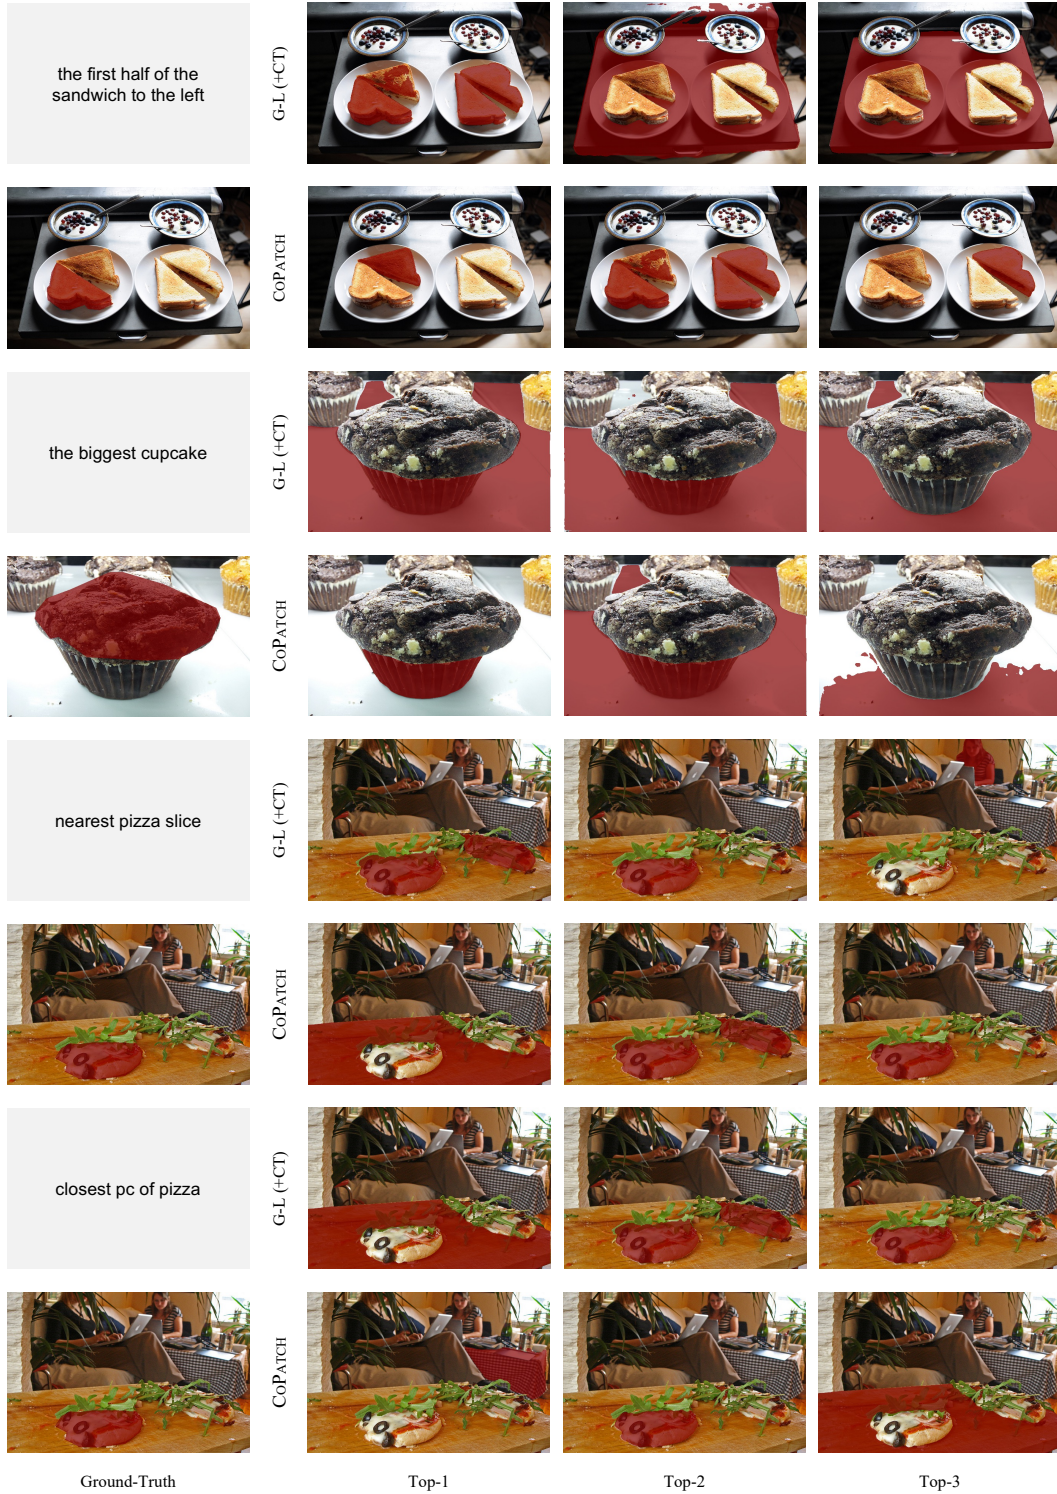 the first half of the
sandwich to the left
G-L (+CT)
COPATCH
the biggest cupcake
G-L (+CT)
COPATCH
nearest pizza slice
G-L (+CT)
COPATCH
closest pc of pizza
G-L (+CT)
COPATCH
Ground-Truth
Top-1
Top-2
Top-3